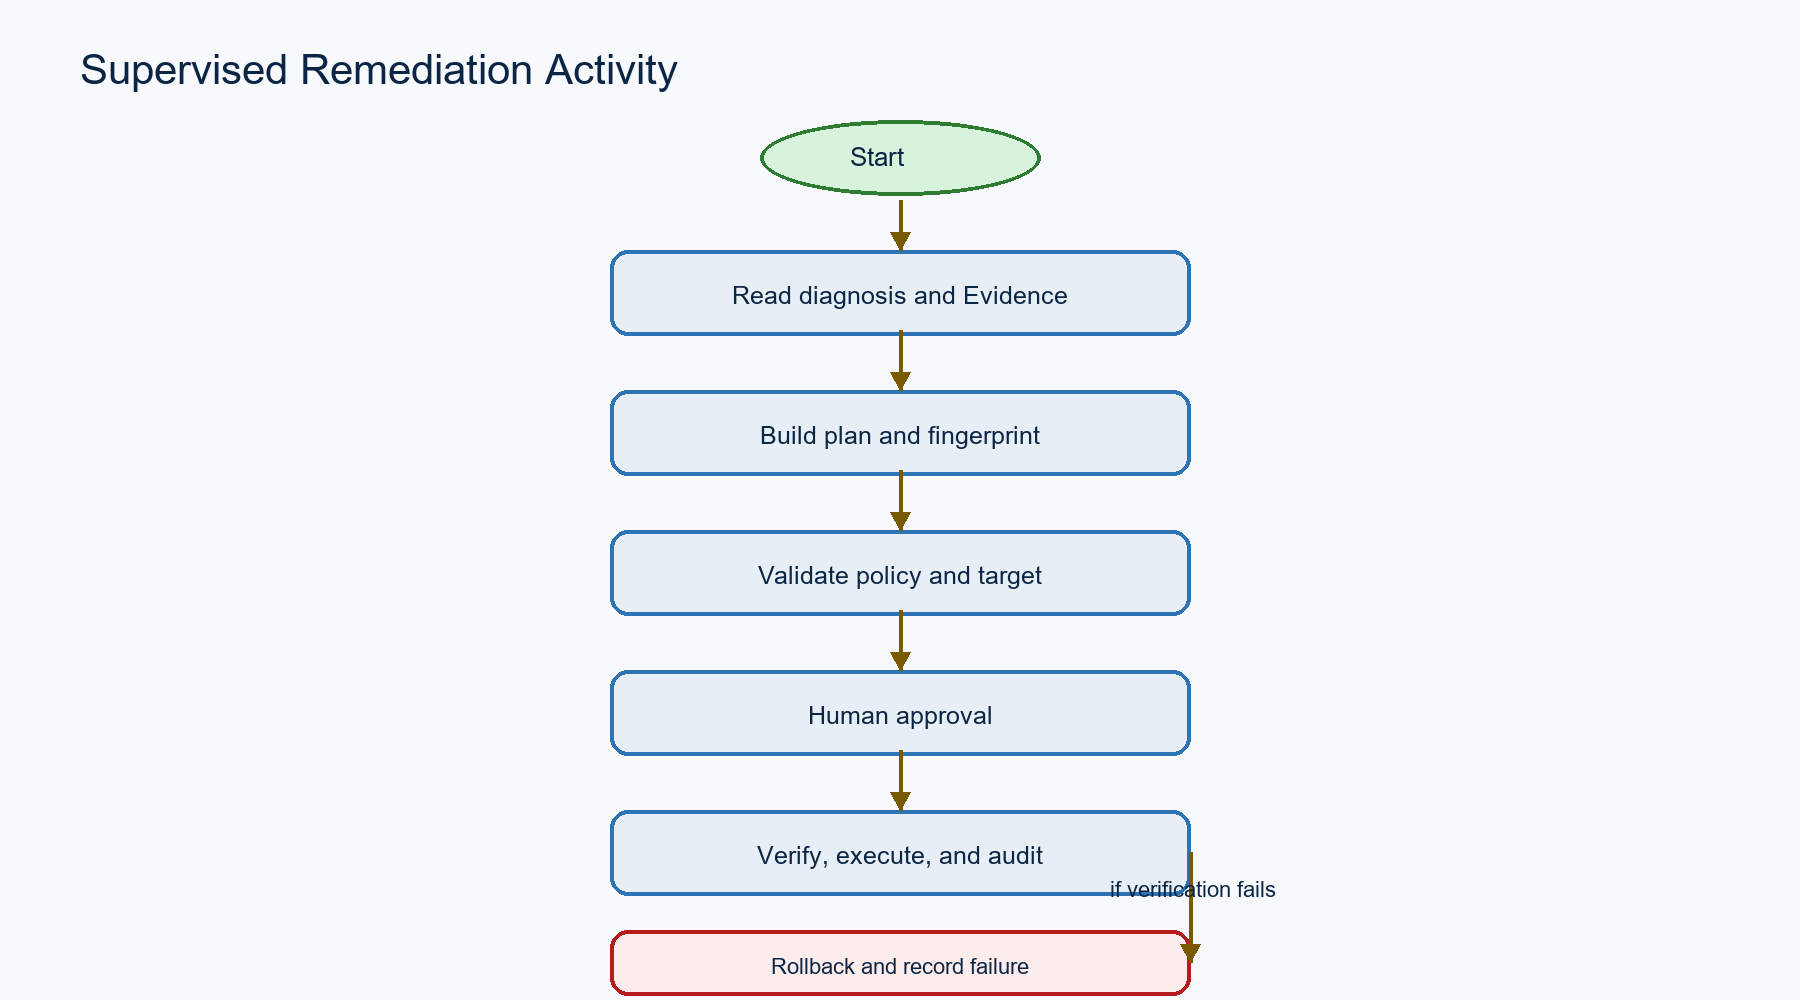 Supervised Remediation Activity
Start
Read diagnosis and Evidence
Build plan and fingerprint
Validate policy and target
Human approval
Verify, execute, and audit
if verification fails
Rollback and record failure